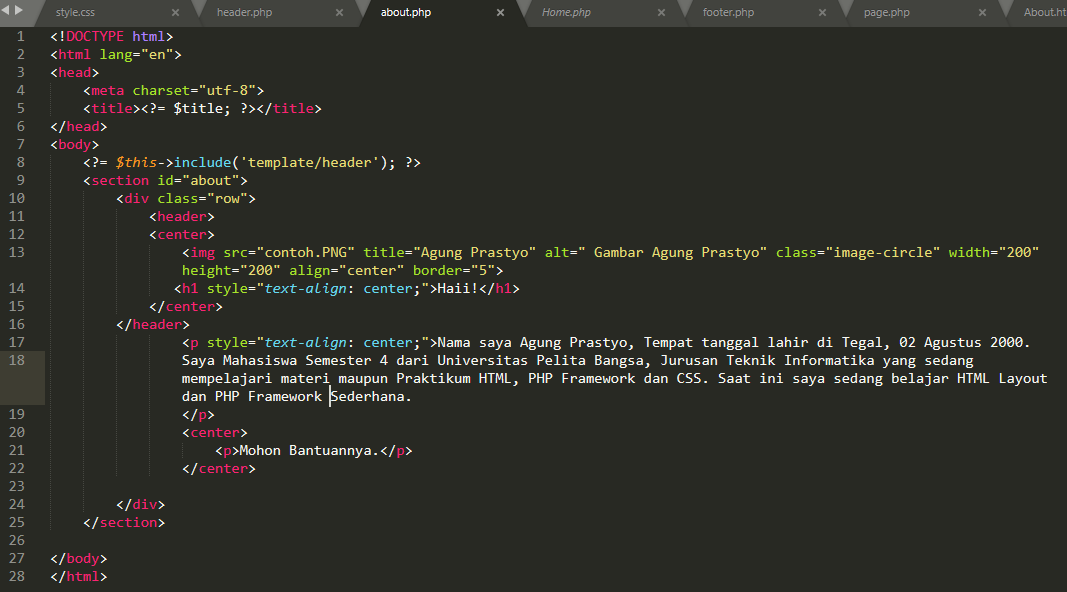 style.css × header.php × about.php × Home.php × footer.php × page.php × About.ht
1 <!DOCTYPE html>
2 <html lang="en">
3 <head>
4 <meta charset="utf-8">
5 <title><?= $title; ?></title>
6 </head>
7 <body>
8 <?= $this->include('template/header'); ?>
9 <section id="about">
10 <div class="row">
11 <header>
12 <center>
13 <img src="contoh.PNG" title="Agung Prastyo" alt=" Gambar Agung Prastyo" class="image-circle" width="200"
height="200" align="center" border="5">
14 <h1 style="text-align: center;">Haii!</h1>
15 </center>
16 </header>
17 <p style="text-align: center;">Nama saya Agung Prastyo, Tempat tanggal lahir di Tegal, 02 Agustus 2000.
18 Saya Mahasiswa Semester 4 dari Universitas Pelita Bangsa, Jurusan Teknik Informatika yang sedang
mempelajari materi maupun Praktikum HTML, PHP Framework dan CSS. Saat ini saya sedang belajar HTML Layout
dan PHP Framework Sederhana.
19 </p>
20 <center>
21 <p>Mohon Bantuannya.</p>
22 </center>
23
24 </div>
25 </section>
26
27 </body>
28 </html>